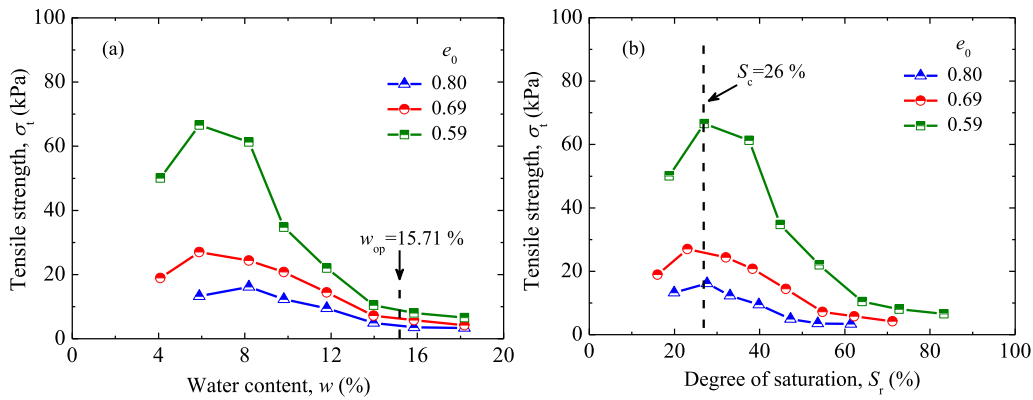 100
80
60
40
20
0
Tensile strength, σt (kPa)
(a)
e0
0.80
0.69
0.59
wop=15.71 %
0 4 8 12 16 20
Water content, w (%)
100
80
60
40
20
0
Tensile strength, σt (kPa)
(b)
Sc=26 %
e0
0.80
0.69
0.59
0 20 40 60 80 100
Degree of saturation, Sr (%)